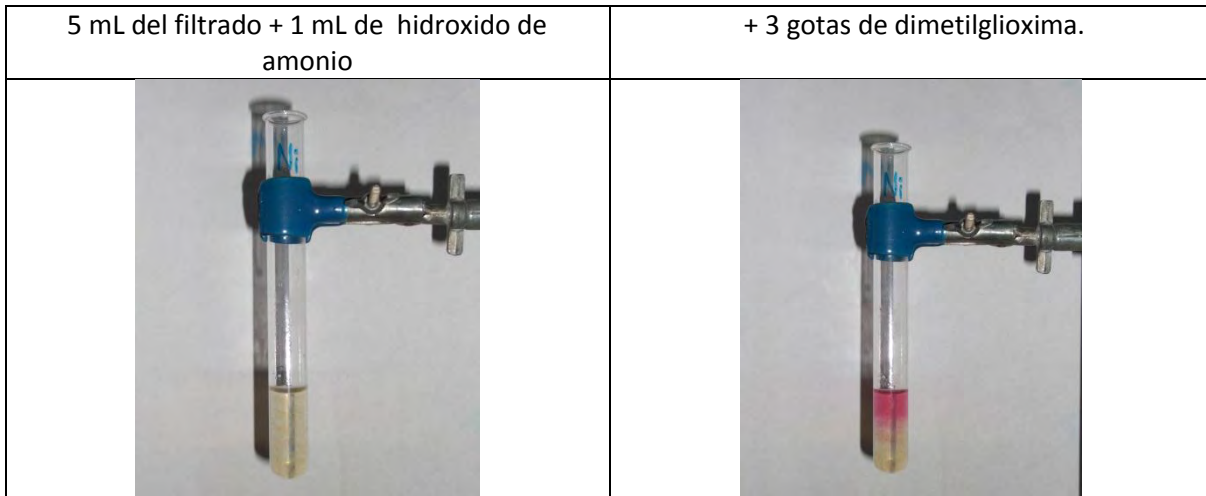 5 mL del filtrado + 1 mL de hidroxido de
amonio
+ 3 gotas de dimetilglioxima.
Ni
Ni